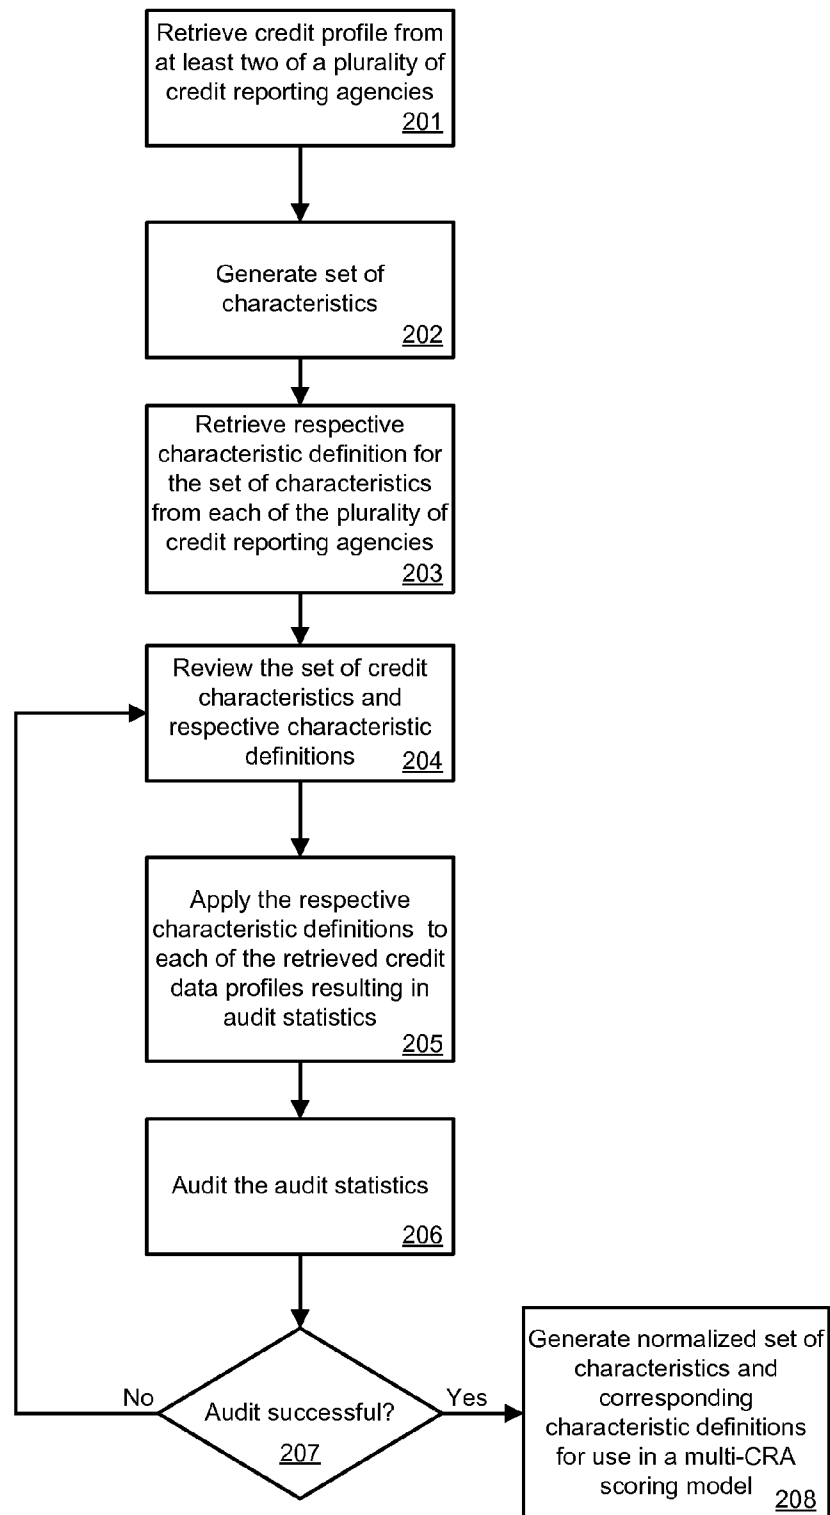 Retrieve credit profile from
at least two of a plurality of
credit reporting agencies
201
Generate set of
characteristics
202
Retrieve respective
characteristic definition for
the set of characteristics
from each of the plurality of
credit reporting agencies
203
Review the set of credit
characteristics and
respective characteristic
definitions
204
Apply the respective
characteristic definitions to
each of the retrieved credit
data profiles resulting in
audit statistics
205
Audit the audit statistics
206
No
Audit successful?
207
Yes
Generate normalized set of
characteristics and
corresponding
characteristic definitions
for use in a multi-CRA
scoring model
208